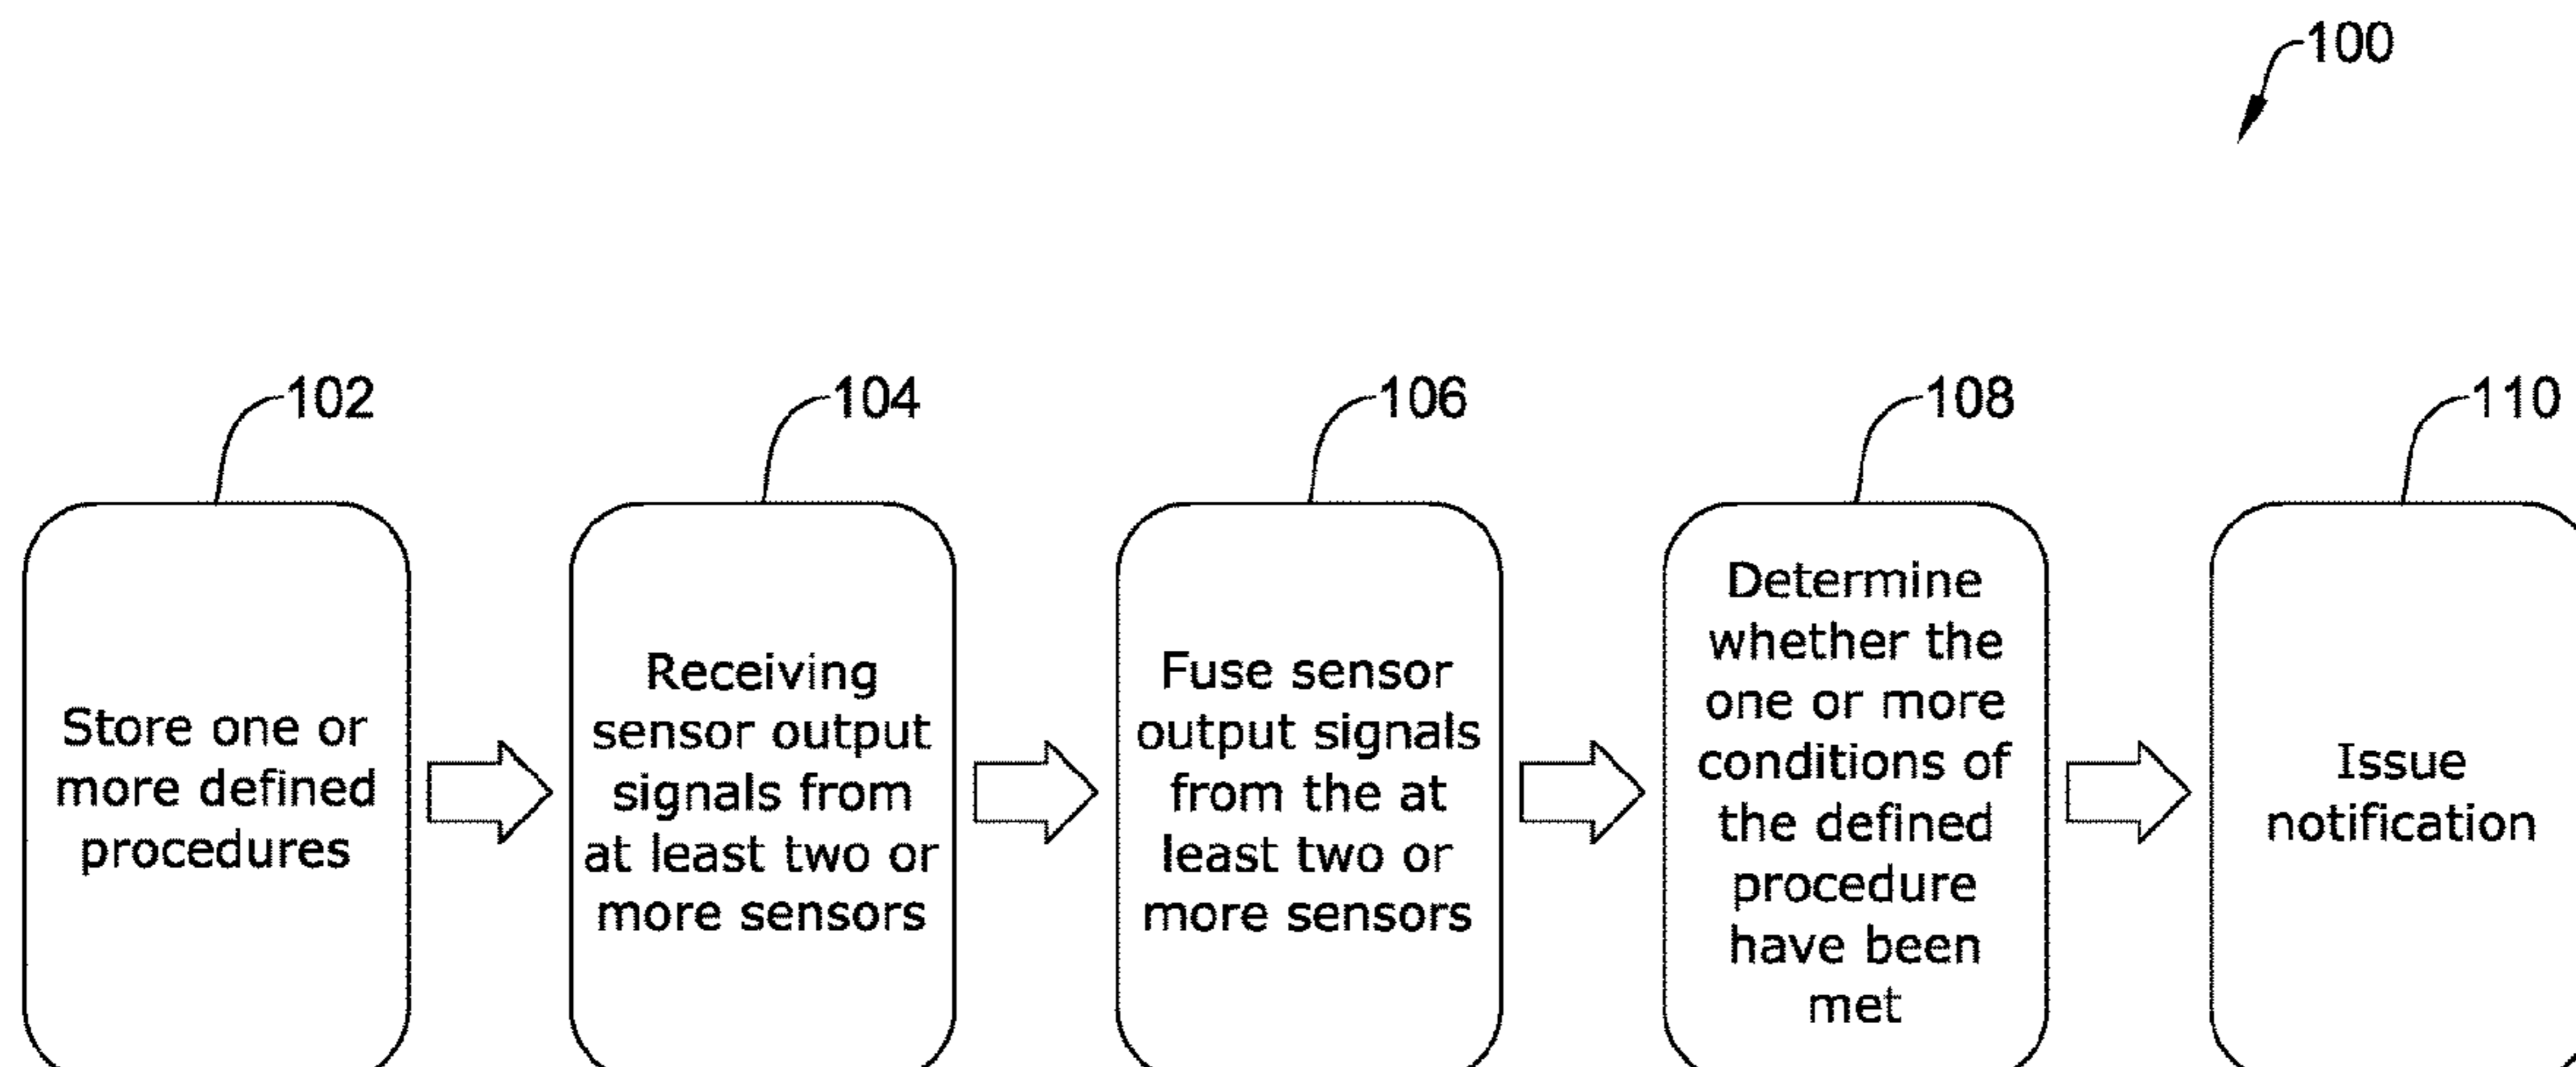 100
102
104
106
108
110
Store one or
more defined
procedures
Receiving
sensor output
signals from
at least two or
more sensors
Fuse sensor
output signals
from the at
least two or
more sensors
Determine
whether the
one or more
conditions of
the defined
procedure
have been
met
Issue
notification